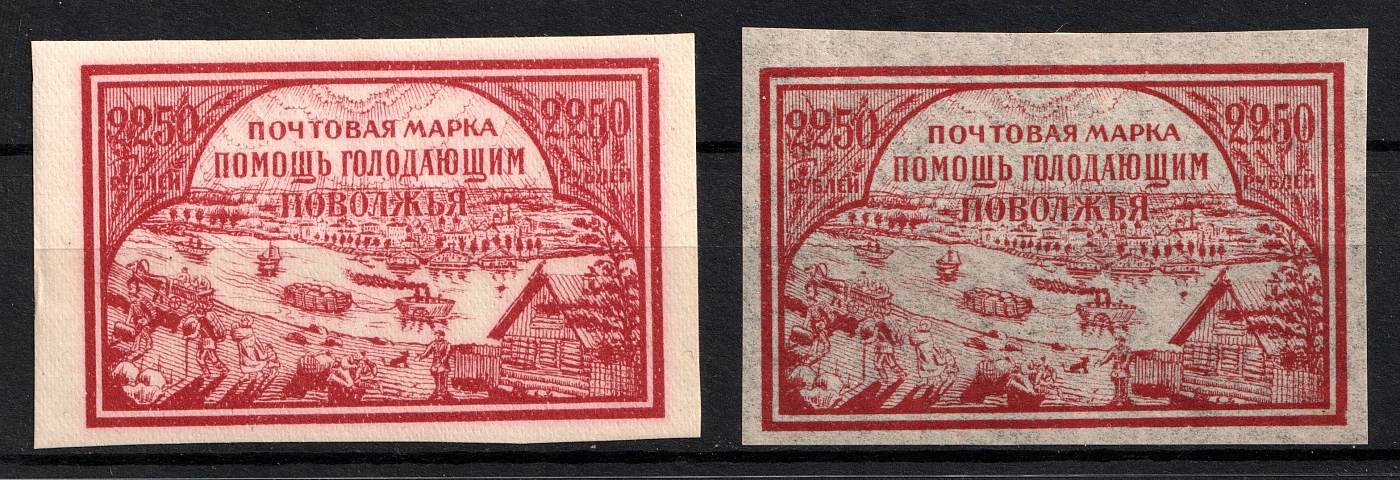 2250 2250
ПОЧТОВАЯ МАРКА
ПОМОЩЬ ГОЛОДАЮЩИМ
РУБЛЕЙ РУБЛЕЙ
ПОВОЛЖЬЯ
2250 2250
ПОЧТОВАЯ МАРКА
ПОМОЩЬ ГОЛОДАЮЩИМ
РУБЛЕЙ РУБЛЕЙ
ПОВОЛЖЬЯ